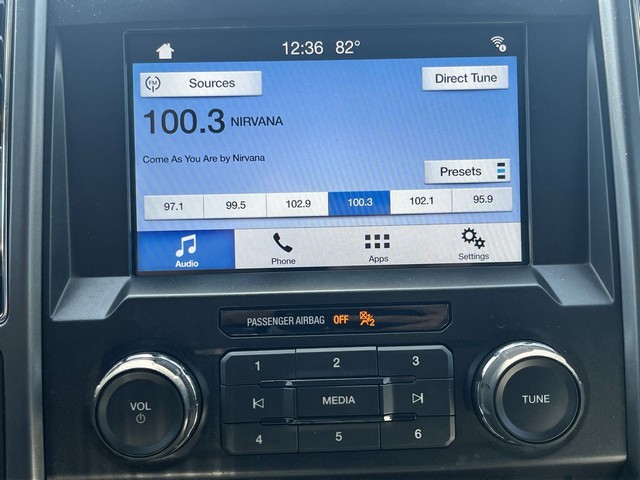 12:36 82°
FM Sources
Direct Tune
100.3 NIRVANA
Come As You Are by Nirvana
Presets
97.1 99.5 102.9 100.3 102.1 95.9
Audio Phone Apps Settings
PASSENGER AIRBAG OFF 2
1 2 3
VOL MEDIA TUNE
4 5 6